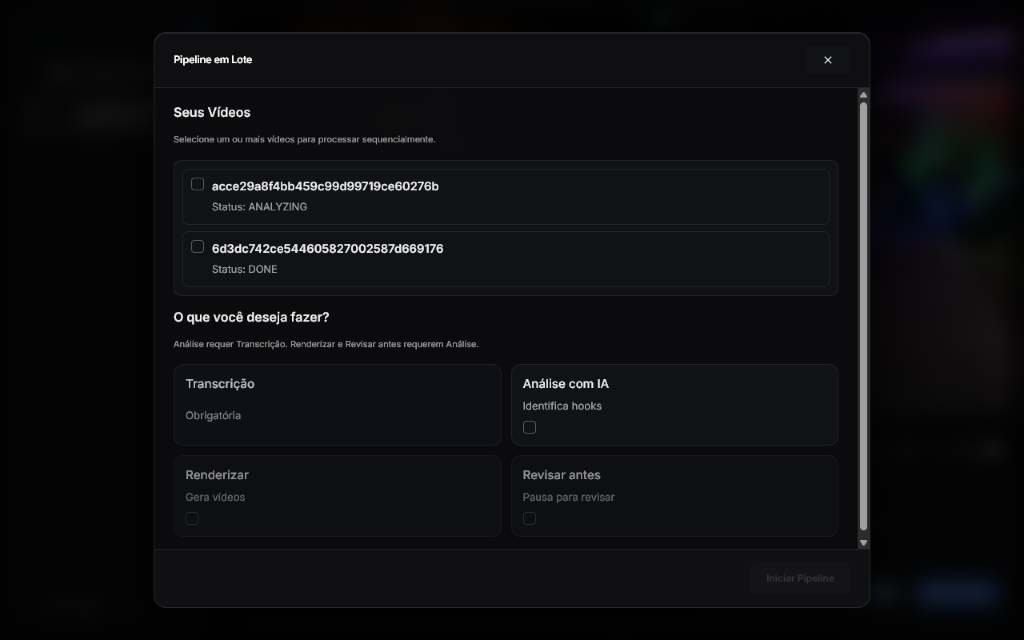 Pipeline em Lote
Seus Vídeos
Selecione um ou mais vídeos para processar sequencialmente.
acce29a8f4bb459c99d99719ce60276b
Status: ANALYZING
6d3dc742ce544605827002587d669176
Status: DONE
O que você deseja fazer?
Análise requer Transcrição. Renderizar e Revisar antes requerem Análise.
Transcrição
Obrigatória
Análise com IA
Identifica hooks
Renderizar
Gera vídeos
Revisar antes
Pausa para revisar
Iniciar Pipeline